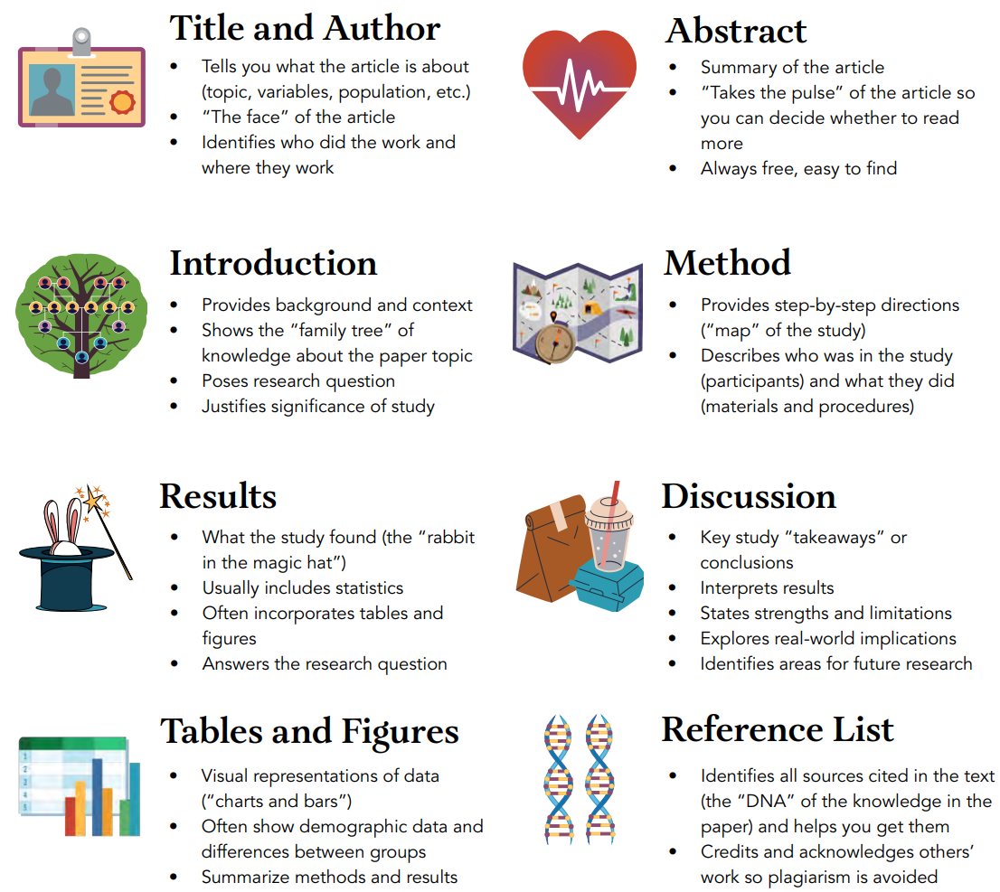 Title and Author
• Tells you what the article is about
(topic, variables, population, etc.)
• “The face” of the article
• Identifies who did the work and
where they work
Abstract
• Summary of the article
• “Takes the pulse” of the article so
you can decide whether to read
more
• Always free, easy to find
Introduction
• Provides background and context
• Shows the “family tree” of
knowledge about the paper topic
• Poses research question
• Justifies significance of study
Method
• Provides step-by-step directions
(“map” of the study)
• Describes who was in the study
(participants) and what they did
(materials and procedures)
Results
• What the study found (the “rabbit
in the magic hat”)
• Usually includes statistics
• Often incorporates tables and
figures
• Answers the research question
Discussion
• Key study “takeaways” or
conclusions
• Interprets results
• States strengths and limitations
• Explores real-world implications
• Identifies areas for future research
Tables and Figures
1
2
3
4
5
• Visual representations of data
(“charts and bars”)
• Often show demographic data and
differences between groups
• Summarize methods and results
Reference List
• Identifies all sources cited in the text
(the “DNA” of the knowledge in the
paper) and helps you get them
• Credits and acknowledges others’
work so plagiarism is avoided